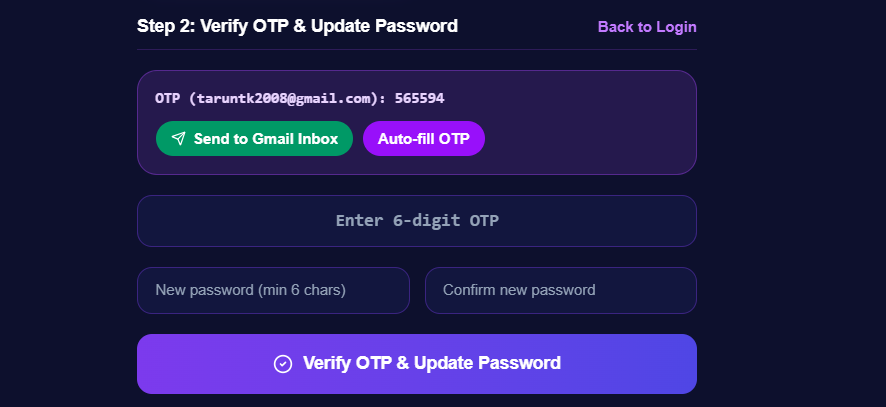 Step 2: Verify OTP & Update Password
Back to Login
OTP (taruntk2008@gmail.com): 565594
Send to Gmail Inbox
Auto-fill OTP
Enter 6-digit OTP
New password (min 6 chars)
Confirm new password
Verify OTP & Update Password